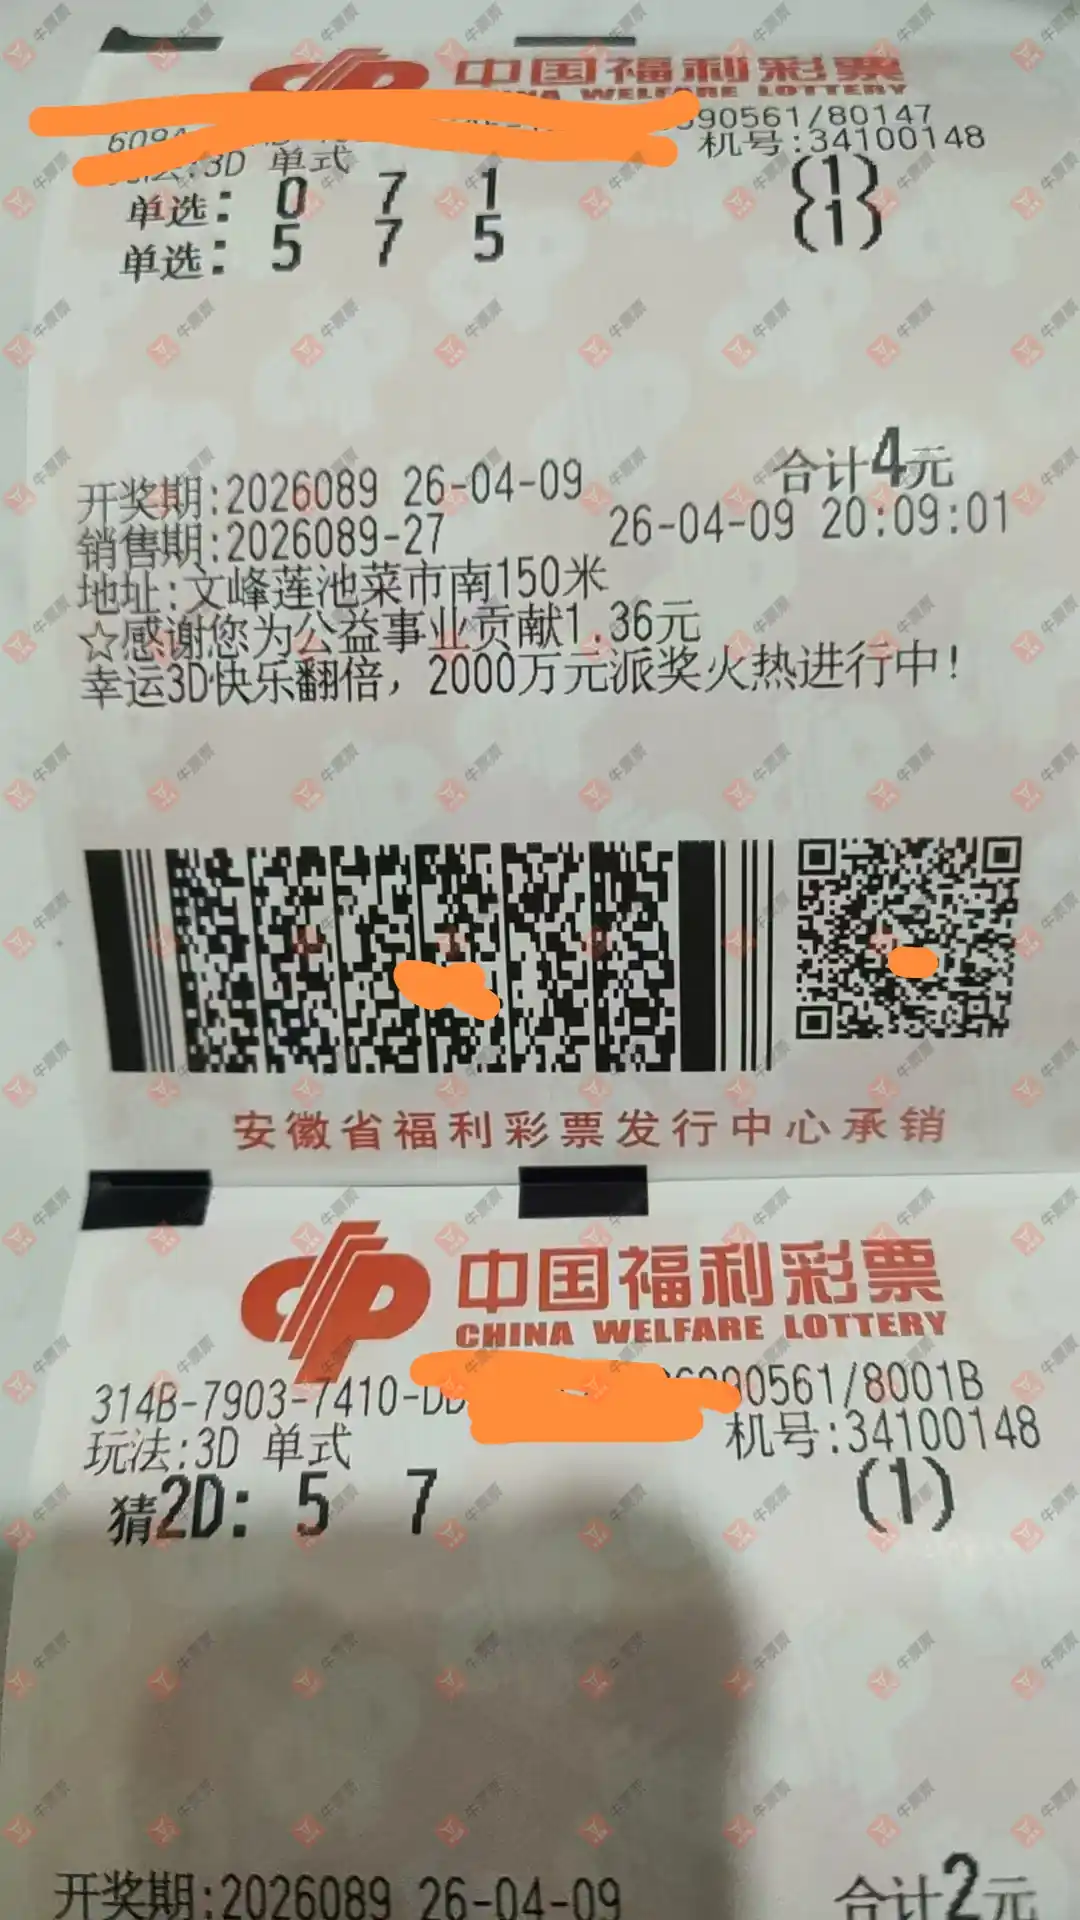 中国福利彩票
CHINA WELFARE LOTTERY
90561/80147
机号:34100148
3D 单式
单选: 0 7 1 (1)
单选: 5 7 5 (1)
合计4元
开奖期:2026089 26-04-09
销售期:2026089-27 26-04-09 20:09:01
地址:文峰莲池菜市南150米
☆感谢您为公益事业贡献1.36元
幸运3D快乐翻倍，2000万元派奖火热进行中!
安徽省福利彩票发行中心承销
中国福利彩票
CHINA WELFARE LOTTERY
314B-7903-7410- 90561/8001B
玩法:3D 单式 机号:34100148
猜2D: 5 7 (1)
开奖期:2026089 26-04-09 合计2元
牛票票